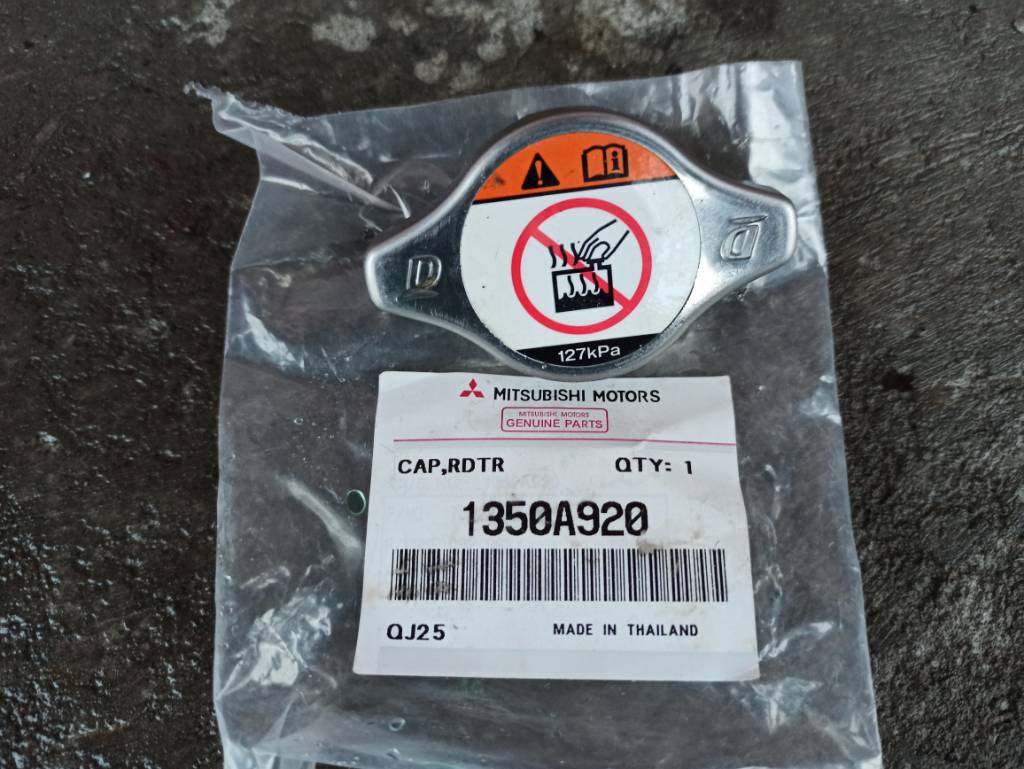 127kPa
MITSUBISHI MOTORS
MITSUBISHI MOTORS
GENUINE PARTS
CAP,RDTR QTY: 1
1350A920
QJ25 MADE IN THAILAND